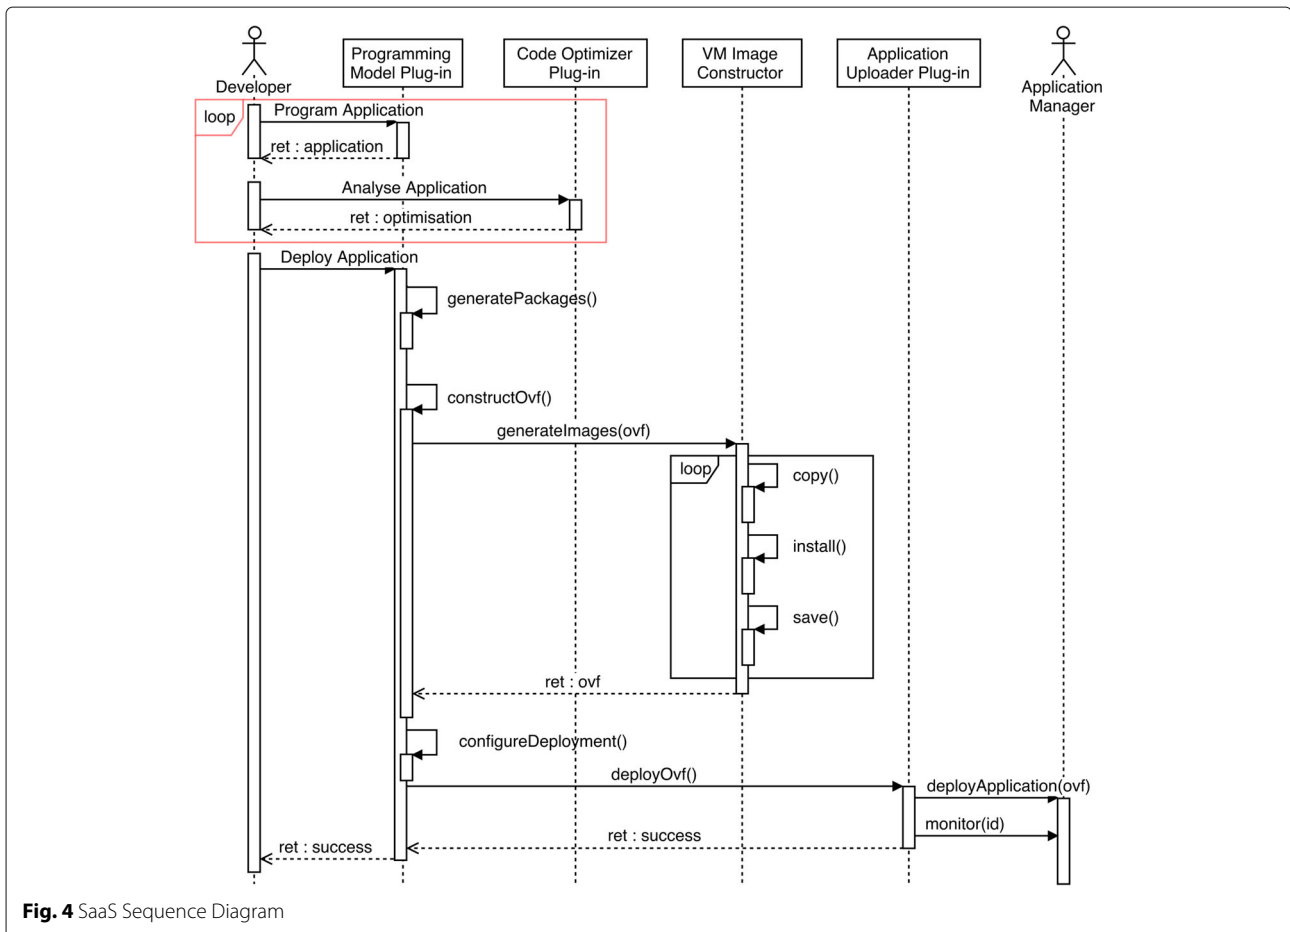 Developer
Programming
Model Plug-in
Code Optimizer
Plug-in
VM Image
Constructor
Application
Uploader Plug-in
Application
Manager
loop
Program Application
ret : application
Analyse Application
ret : optimisation
Deploy Application
generatePackages()
constructOvf()
generateImages(ovf)
loop
copy()
install()
save()
ret : ovf
configureDeployment()
deployOvf()
deployApplication(ovf)
monitor(id)
ret : success
ret : success
Fig. 4 SaaS Sequence Diagram